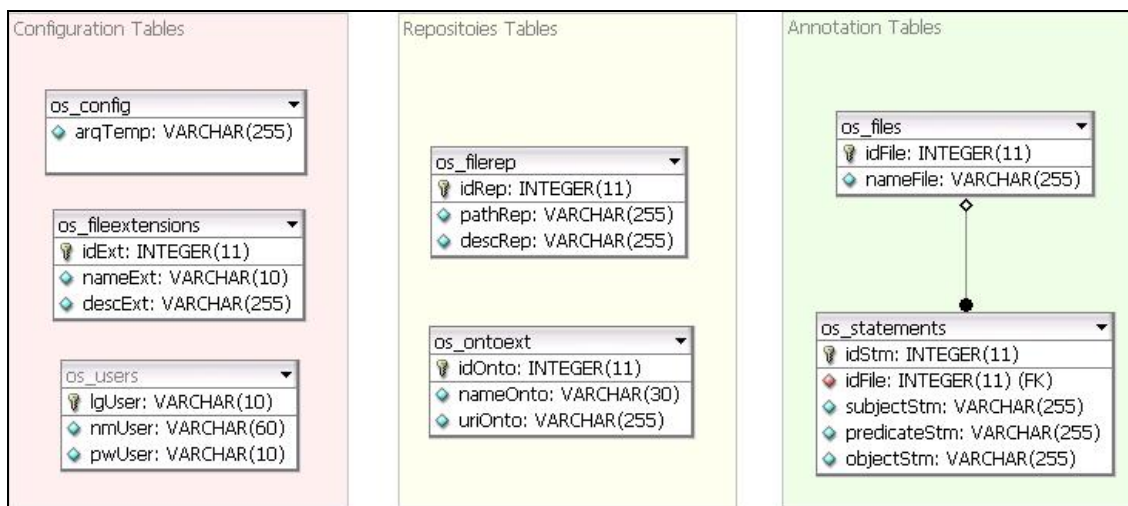 Configuration Tables
os_config
arqTemp: VARCHAR(255)
os_fileextensions
idExt: INTEGER(11)
nameExt: VARCHAR(10)
descExt: VARCHAR(255)
os_users
lgUser: VARCHAR(10)
nmUser: VARCHAR(60)
pwUser: VARCHAR(10)
Repositoies Tables
os_filerep
idRep: INTEGER(11)
pathRep: VARCHAR(255)
descRep: VARCHAR(255)
os_ontoext
idOnto: INTEGER(11)
nameOnto: VARCHAR(30)
uriOnto: VARCHAR(255)
Annotation Tables
os_files
idFile: INTEGER(11)
nameFile: VARCHAR(255)
os_statements
idStm: INTEGER(11)
idFile: INTEGER(11) (FK)
subjectStm: VARCHAR(255)
predicateStm: VARCHAR(255)
objectStm: VARCHAR(255)